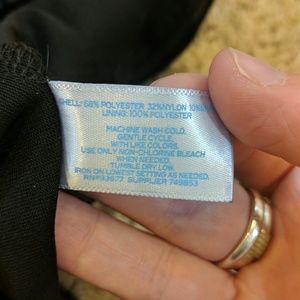 SHELL: 68% POLYESTER 32% NYLON
LINING: 100% POLYESTER
MACHINE WASH COLD.
GENTLE CYCLE.
WITH LIKE COLORS.
USE ONLY NON-CHLORINE BLEACH
WHEN NEEDED.
TUMBLE DRY LOW.
IRON ON LOWEST SETTING AS NEEDED.
SUPPLIER 749853